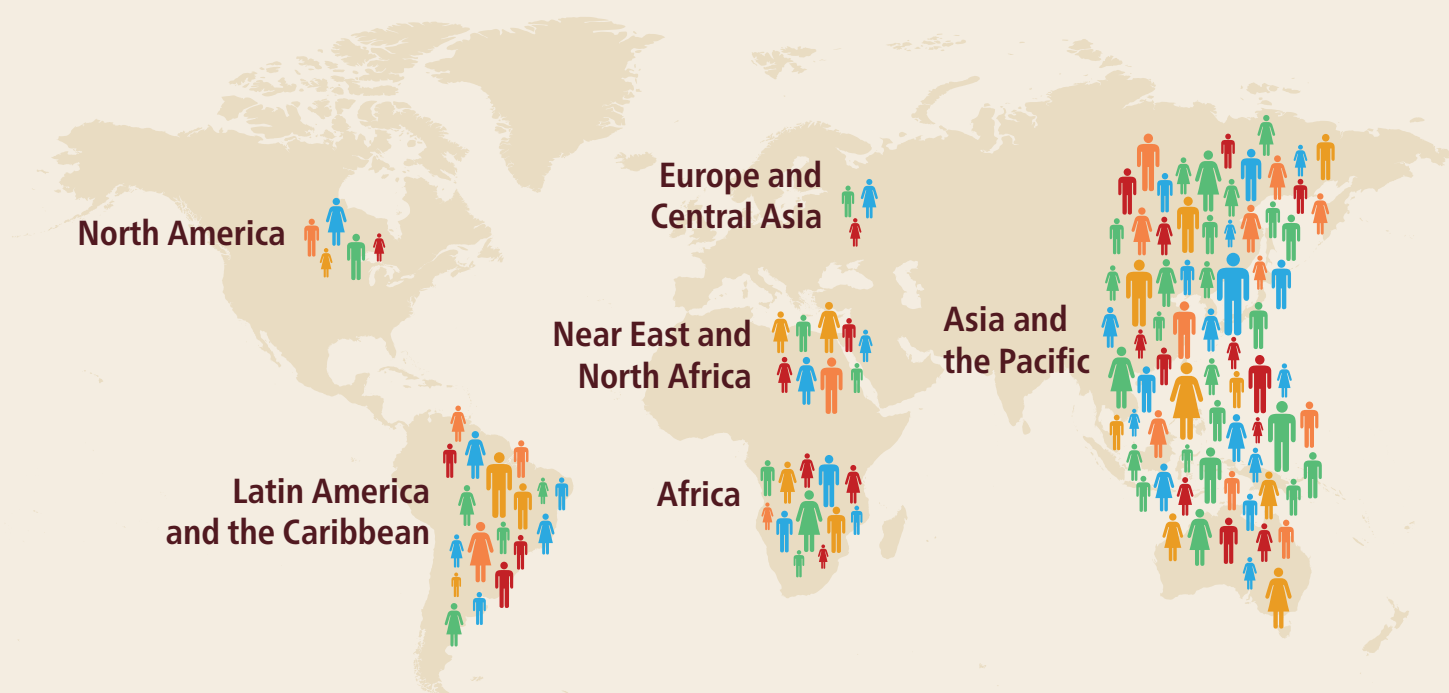 North America
Europe and
Central Asia
Near East and
North Africa
Asia and
the Pacific
Latin America
and the Caribbean
Africa